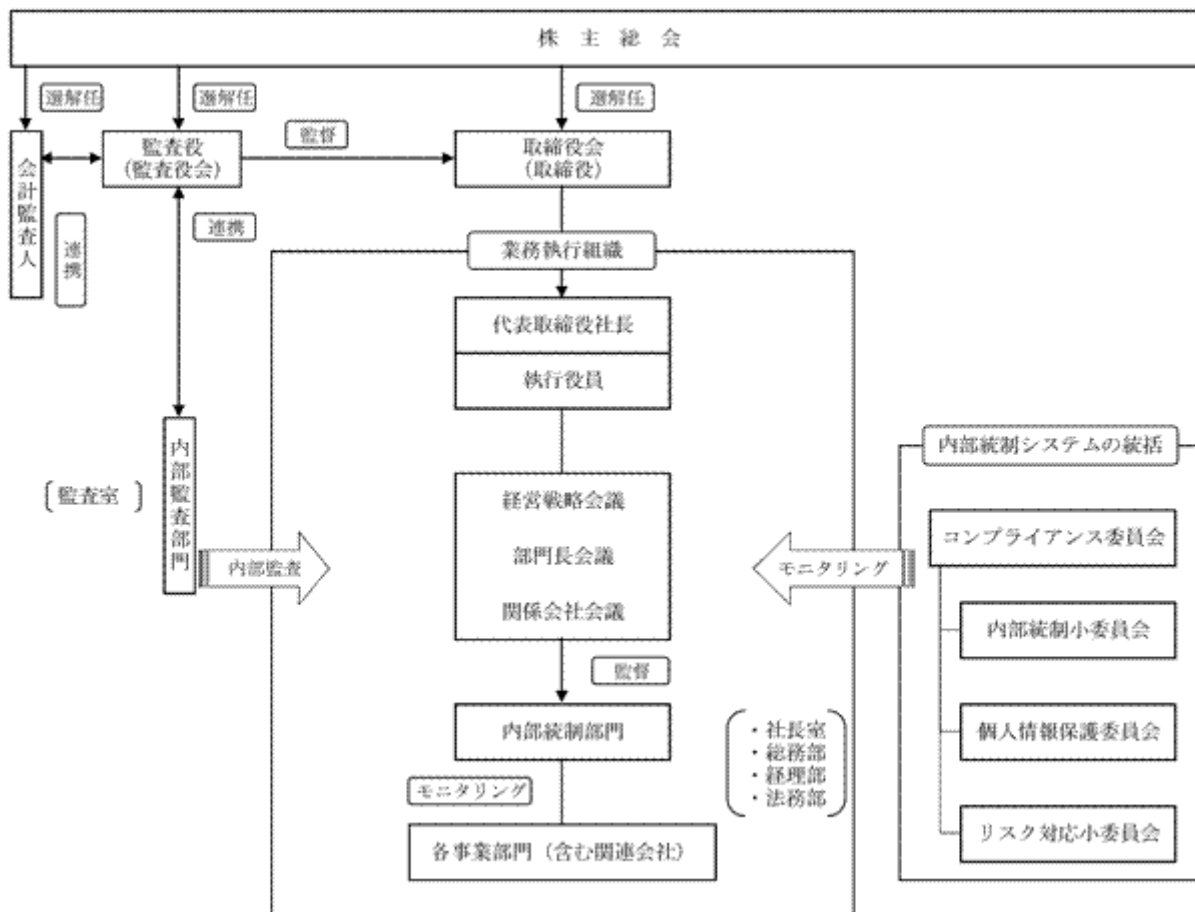 株主総会
選解任
選解任
選解任
会計監査人
監査役
(監査役会)
監督
取締役会
(取締役)
連携
連携
業務執行組織
代表取締役社長
執行役員
内部監査部門
〔監査室〕
内部監査
経営戦略会議
部門長会議
関係会社会議
モニタリング
内部統制システムの統括
コンプライアンス委員会
内部統制小委員会
個人情報保護委員会
リスク対応小委員会
監督
内部統制部門
・社長室
・総務部
・経理部
・法務部
モニタリング
各事業部門（含む関連会社）